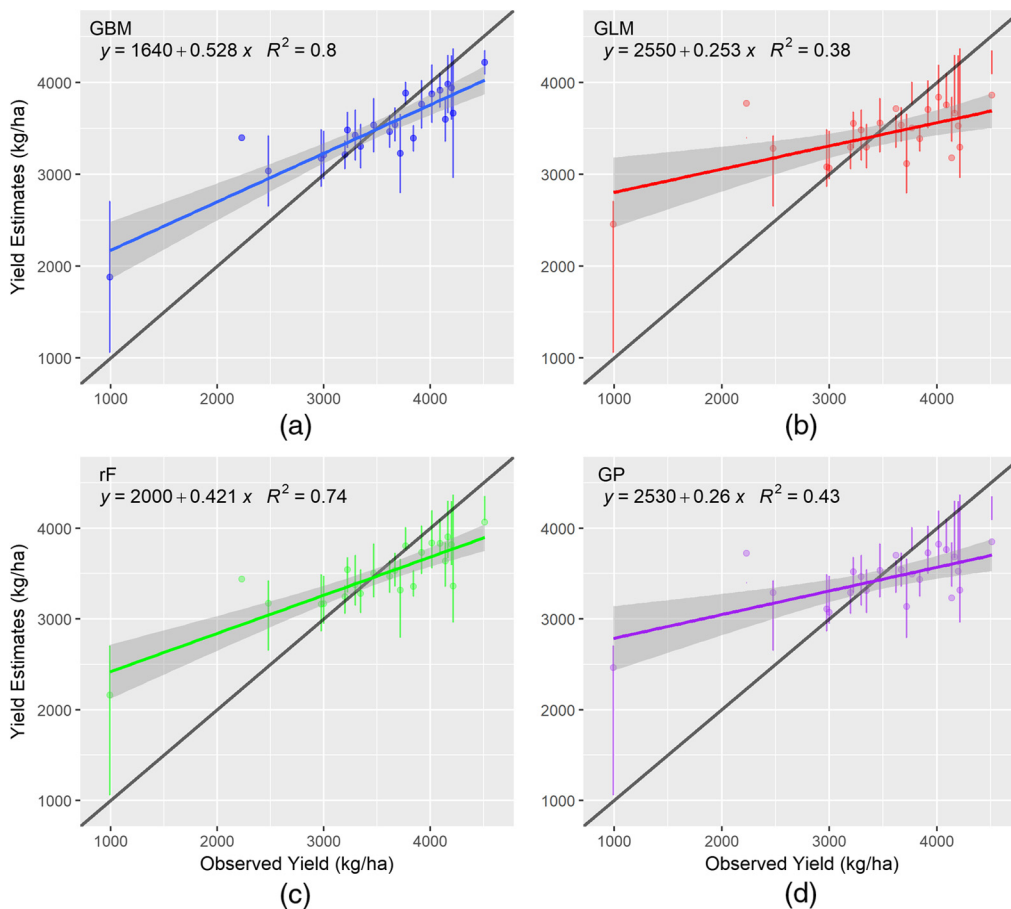 GBM
y = 1640 + 0.528 x   R² = 0.8
Yield Estimates (kg/ha)
4000
3000
2000
1000
1000 2000 3000 4000
(a)
GLM
y = 2550 + 0.253 x   R² = 0.38
4000
3000
2000
1000
1000 2000 3000 4000
(b)
rF
y = 2000 + 0.421 x   R² = 0.74
Yield Estimates (kg/ha)
4000
3000
2000
1000
1000 2000 3000 4000
Observed Yield (kg/ha)
(c)
GP
y = 2530 + 0.26 x   R² = 0.43
4000
3000
2000
1000
1000 2000 3000 4000
Observed Yield (kg/ha)
(d)